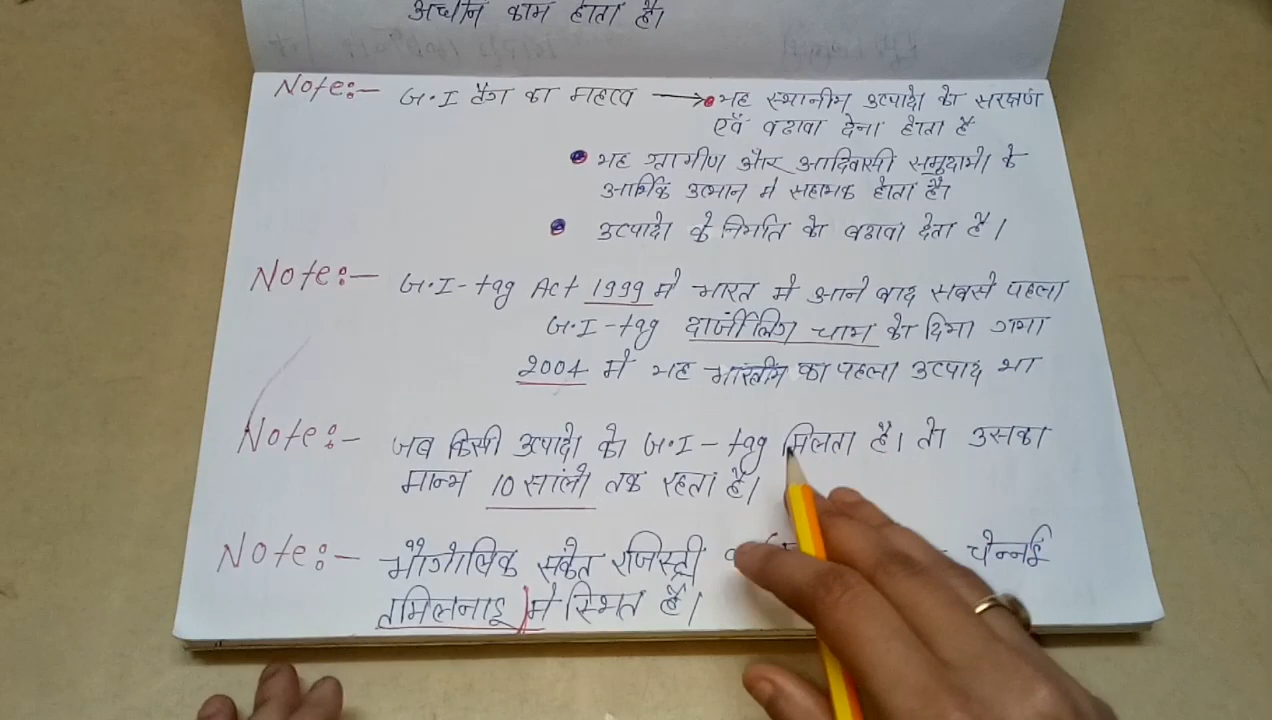 अधीन काम होता है।
Note:- G.I टैग का महत्व → यह स्थानीय उत्पादो का सरक्षण
एवं बढावा देना होता है
यह ग्रामीण और आदिवासी समुदायो के
आर्थिक उत्थान मे सहायक होता है।
उत्पादो के निर्यात को बढावा देता है।
Note:- G.I-tag Act 1999 मे भारत मे आने बाद सबसे पहला
G.I-tag दार्जीलिंग चाय को दिया गया
2004 मे यह भारतीय का पहला उत्पाद था
Note:- जब किसी उत्पादो को G.I-tag मिलता है। तो उसका
मान्य 10 सालो तक रहता है।
Note:- भौगोलिक संकेत रजिस्ट्री चेन्नई
तमिलनाडू) मे स्थित है।